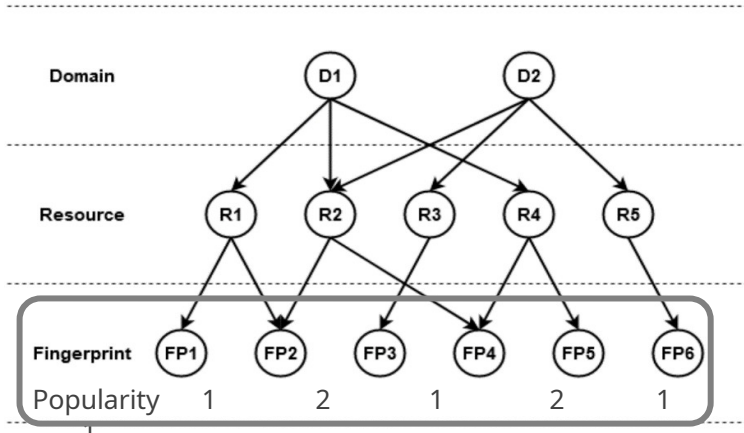 Domain D1 D2
Resource R1 R2 R3 R4 R5
Fingerprint FP1 FP2 FP3 FP4 FP5 FP6
Popularity 1 2 1 2 1